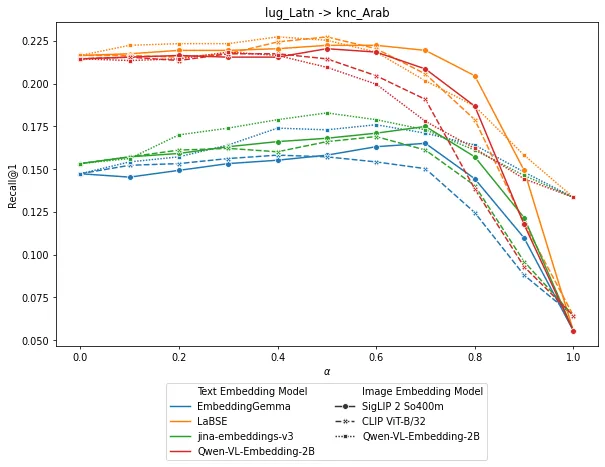 lug_Latn -> knc_Arab
Recall@1
0.225
0.200
0.175
0.150
0.125
0.100
0.075
0.050
0.0 0.2 0.4 0.6 0.8 1.0
α
Text Embedding Model Image Embedding Model
EmbeddingGemma SigLIP 2 So400m
LaBSE CLIP ViT-B/32
jina-embeddings-v3 Qwen-VL-Embedding-2B
Qwen-VL-Embedding-2B